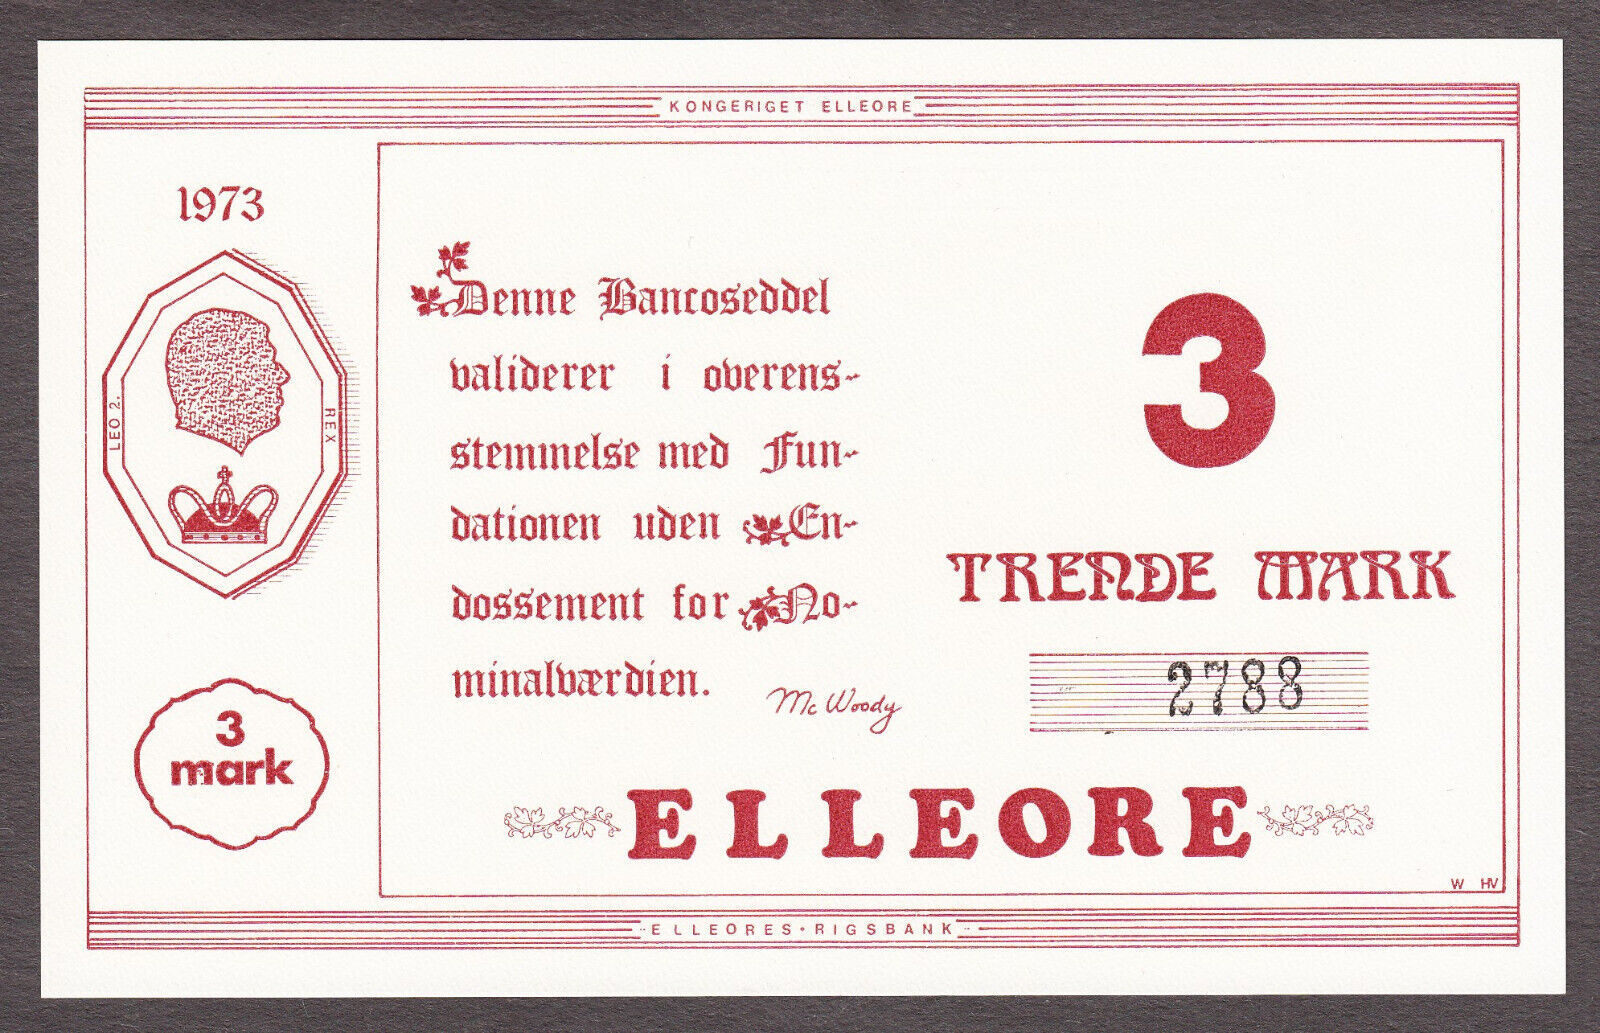 KONGERIGET ELLEORE
1973
LEO 2.
REX
3
mark
Denne Bancoseddel
validerer i overens-
stemmelse med Fun-
dationen uden En-
dossement for No-
minalværdien.
Mc Woody
3
TRENDE MARK
2788
ELLEORE
W HV
ELLEORES·RIGSBANK